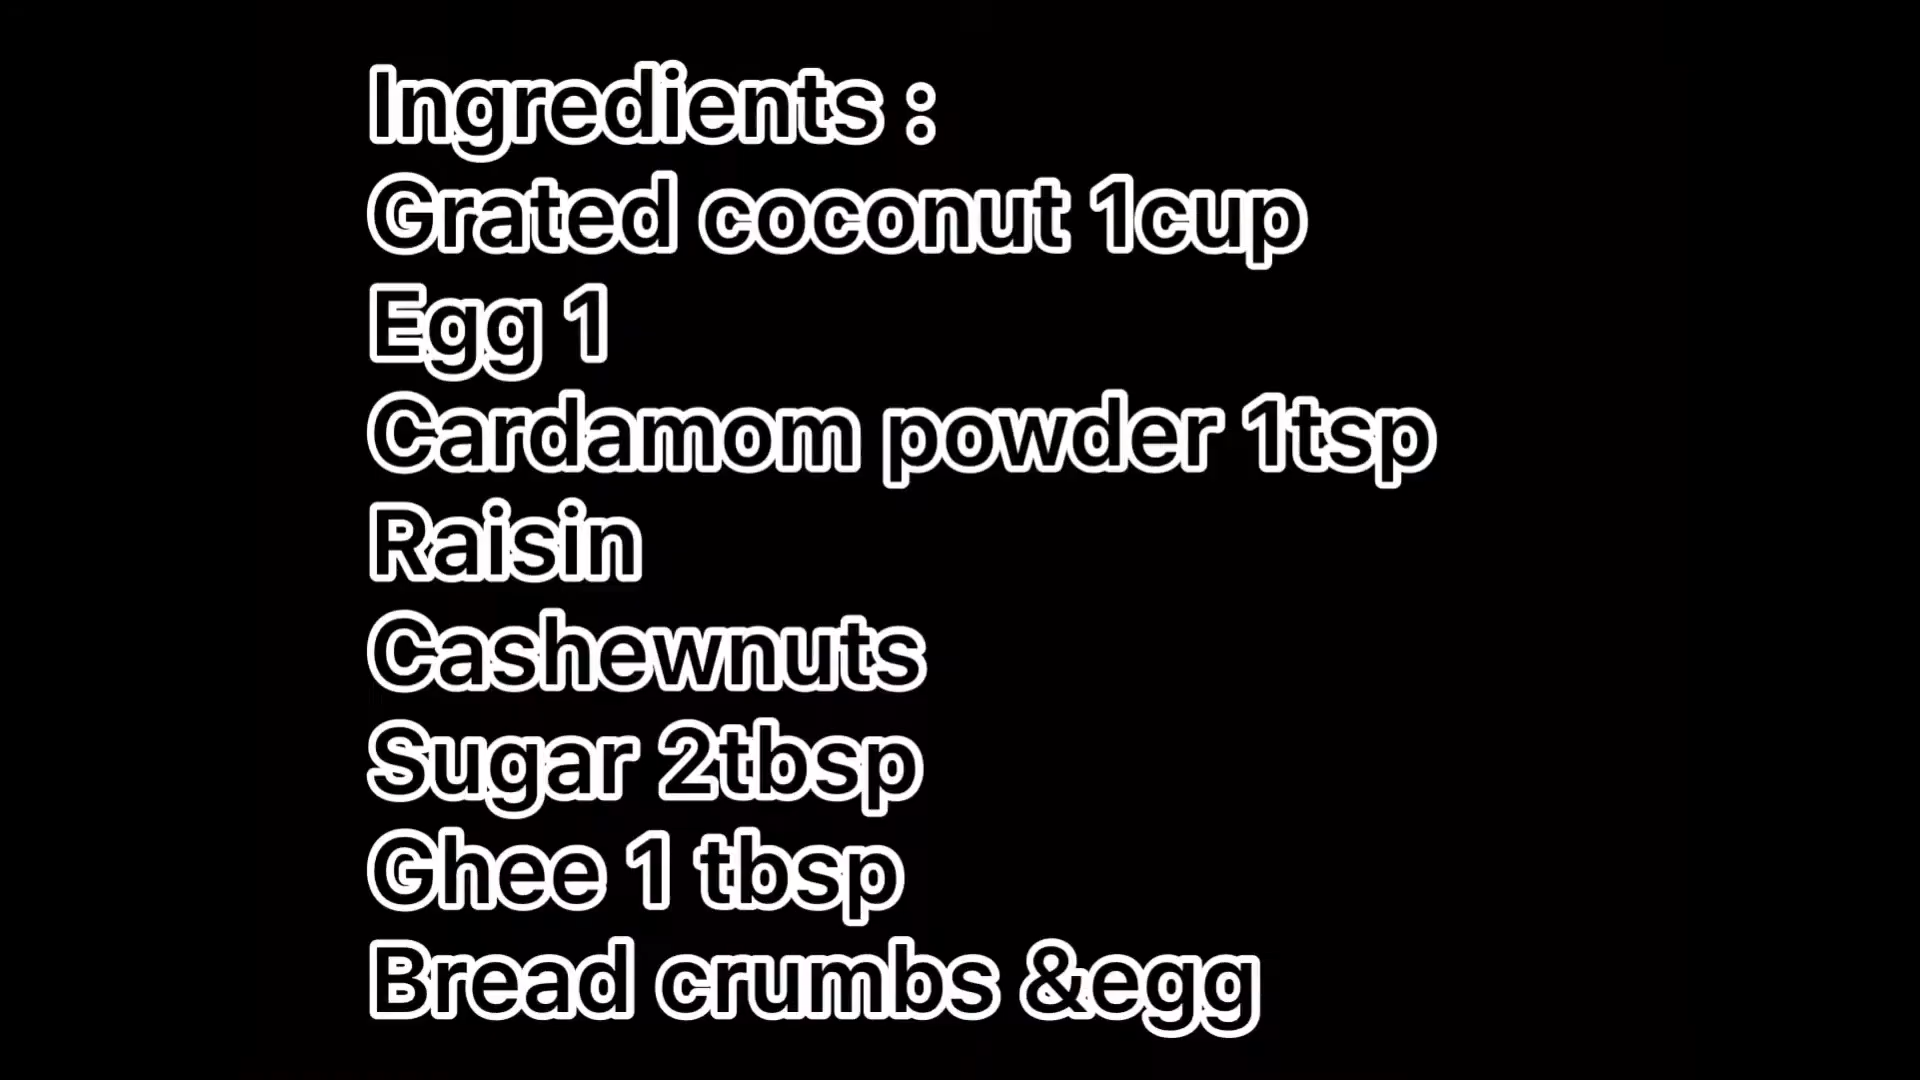 Ingredients :
Grated coconut 1cup
Egg 1
Cardamom powder 1tsp
Raisin
Cashewnuts
Sugar 2tbsp
Ghee 1 tbsp
Bread crumbs &egg